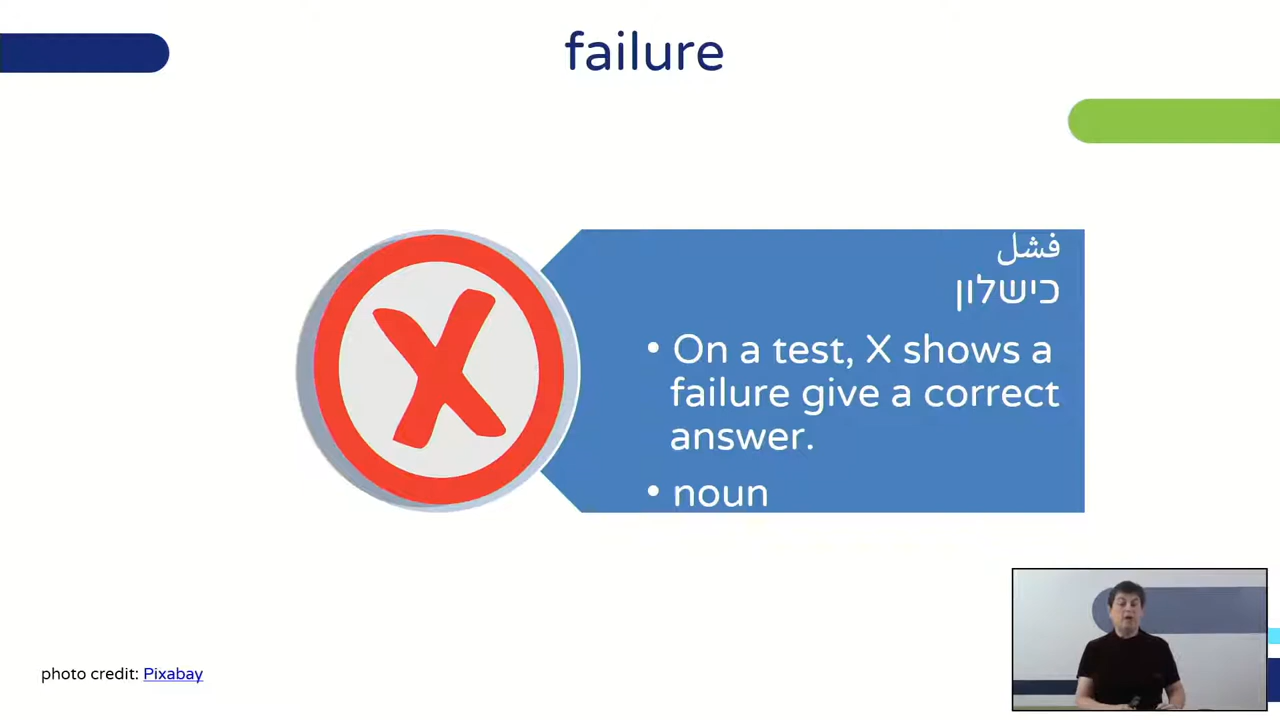 failure
فشل
כישלון
• On a test, X shows a
failure give a correct
answer.
• noun
photo credit: Pixabay